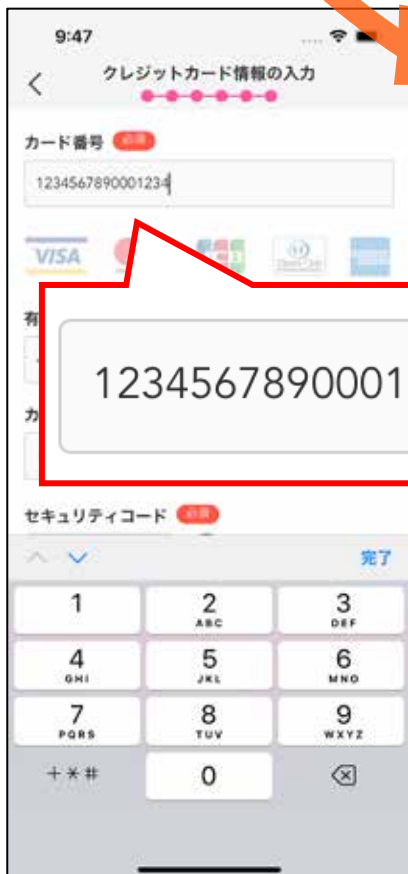 9:47
クレジットカード情報の入力
カード番号 必須
1234567890001234
VISA
有
1234567890001
カ
セキュリティコード 必須
完了
1
2
ABC
3
DEF
4
GHI
5
JKL
6
MNO
7
PQRS
8
TUV
9
WXYZ
+*#
0